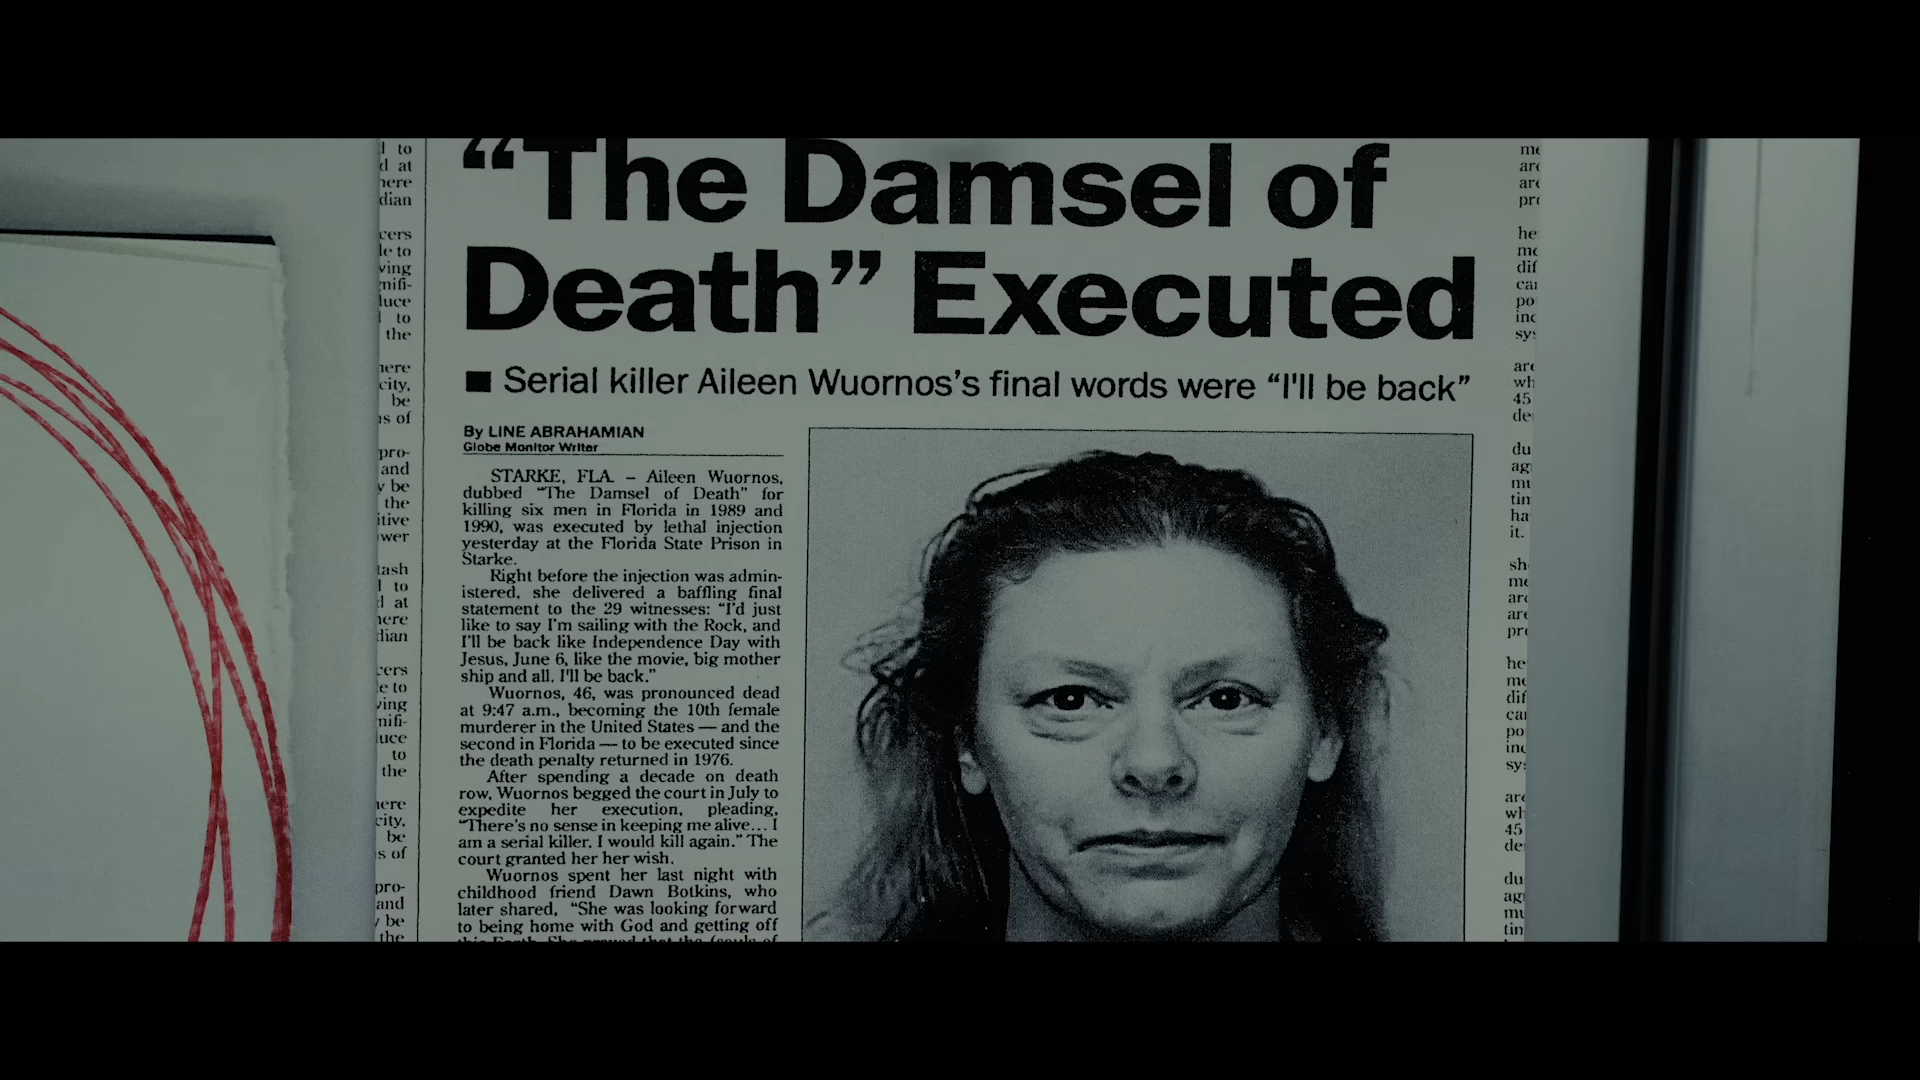 “The Damsel of
Death” Executed
■ Serial killer Aileen Wuornos’s final words were “I'll be back”
By LINE ABRAHAMIAN
Globe Monitor Writer
STARKE, FLA. – Aileen Wuornos,
dubbed “The Damsel of Death” for
killing six men in Florida in 1989 and
1990, was executed by lethal injection
yesterday at the Florida State Prison in
Starke.
Right before the injection was admin-
istered, she delivered a baffling final
statement to the 29 witnesses: “I'd just
like to say I'm sailing with the Rock, and
I'll be back like Independence Day with
Jesus, June 6, like the movie, big mother
ship and all. I'll be back.”
Wuornos, 46, was pronounced dead
at 9:47 a.m., becoming the 10th female
murderer in the United States — and the
second in Florida — to be executed since
the death penalty returned in 1976.
After spending a decade on death
row, Wuornos begged the court in July to
expedite her execution, pleading,
“There's no sense in keeping me alive... I
am a serial killer. I would kill again.” The
court granted her her wish.
Wuornos spent her last night with
childhood friend Dawn Botkins, who
later shared, “She was looking forward
to being home with God and getting off